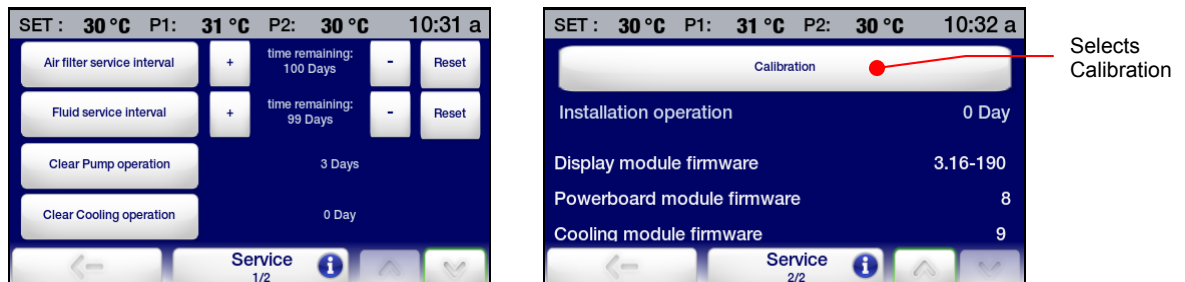 SET : 30 °C P1: 31 °C P2: 30 °C 10:31 a
Air filter service interval + time remaining: 100 Days - Reset
Fluid service interval + time remaining: 99 Days - Reset
Clear Pump operation 3 Days
Clear Cooling operation 0 Day
Service
1/2
SET : 30 °C P1: 31 °C P2: 30 °C 10:32 a
Calibration
Installation operation 0 Day
Display module firmware 3.16-190
Powerboard module firmware 8
Cooling module firmware 9
Service
2/2
Selects
Calibration